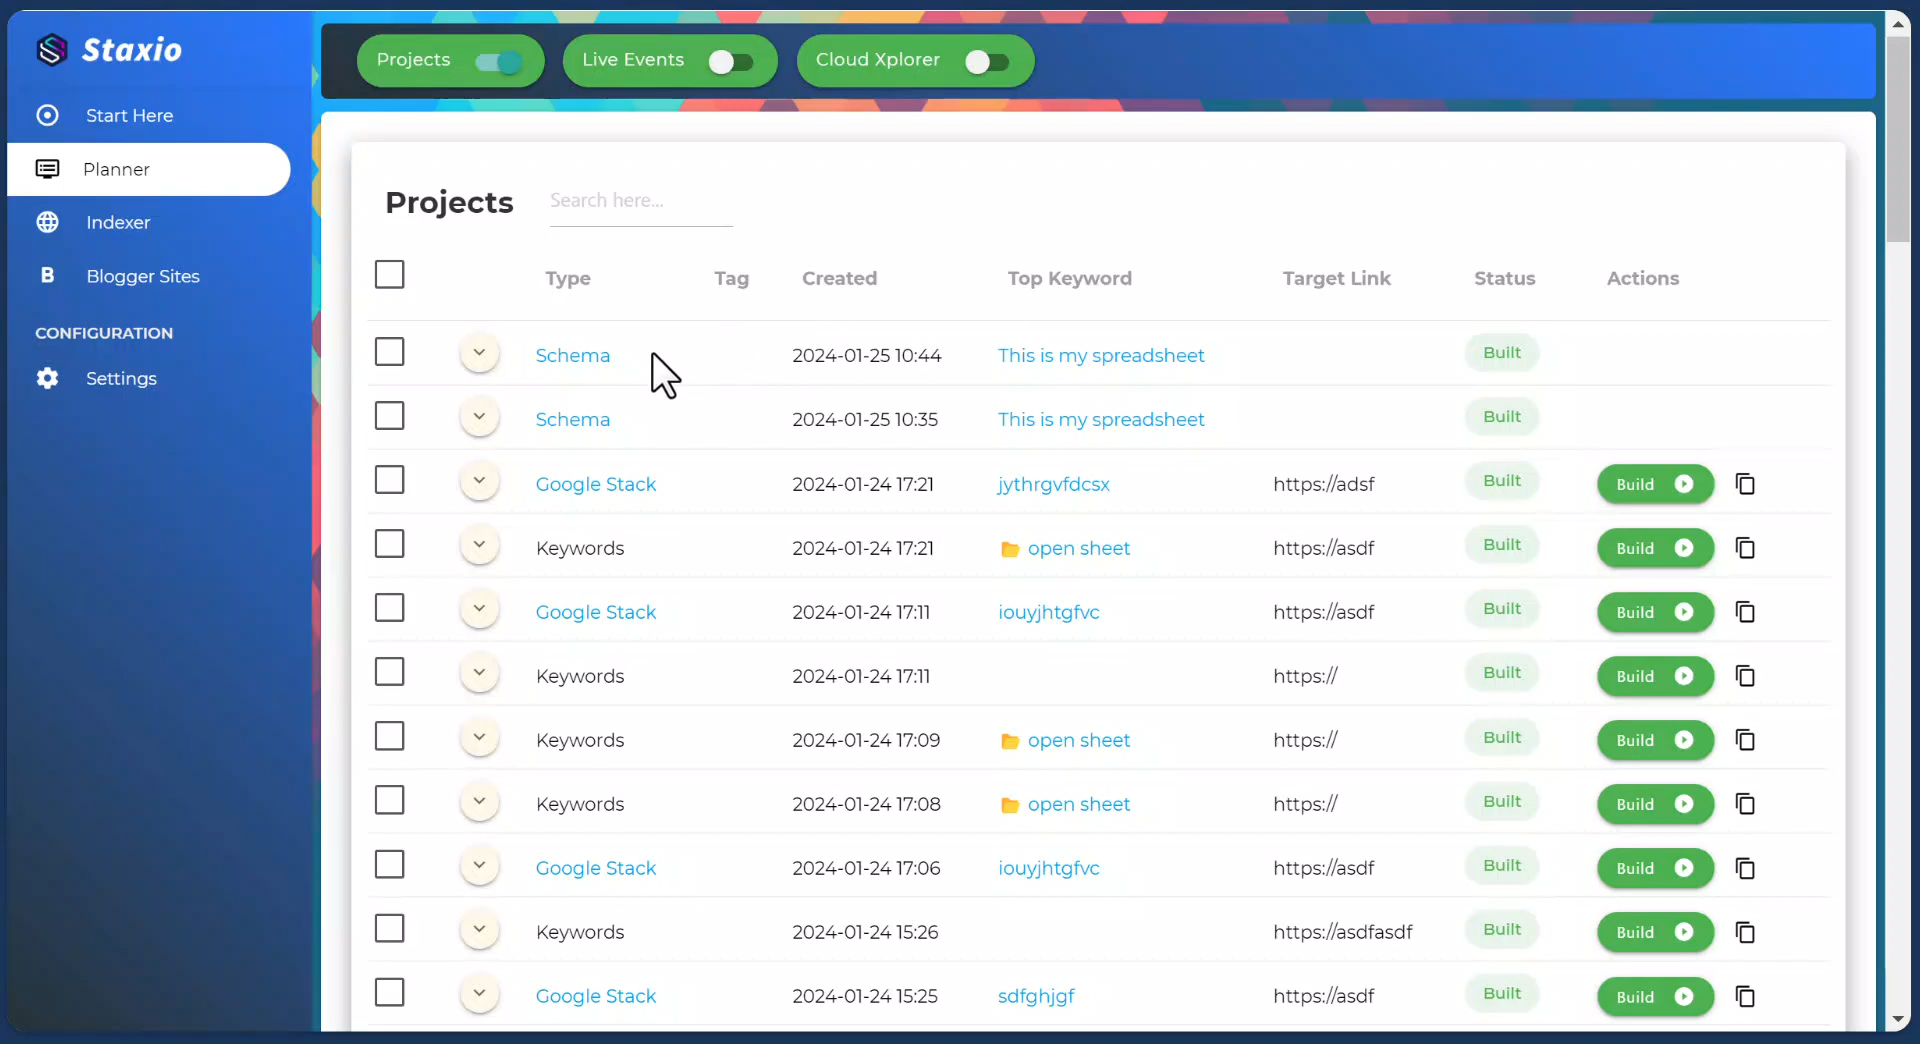 Staxio
Start Here
Planner
Indexer
B Blogger Sites
CONFIGURATION
Settings
Projects Live Events Cloud Xplorer
Projects Search here...
Type Tag Created Top Keyword Target Link Status Actions
Schema 2024-01-25 10:44 This is my spreadsheet Built
Schema 2024-01-25 10:35 This is my spreadsheet Built
Google Stack 2024-01-24 17:21 jythrgvfdcsx https://adsf Built Build
Keywords 2024-01-24 17:21 open sheet https://asdf Built Build
Google Stack 2024-01-24 17:11 iouyjhtgfvc https://asdf Built Build
Keywords 2024-01-24 17:11 https:// Built Build
Keywords 2024-01-24 17:09 open sheet https:// Built Build
Keywords 2024-01-24 17:08 open sheet https:// Built Build
Google Stack 2024-01-24 17:06 iouyjhtgfvc https://asdf Built Build
Keywords 2024-01-24 15:26 https://asdfasdf Built Build
Google Stack 2024-01-24 15:25 sdfghjgf https://asdf Built Build